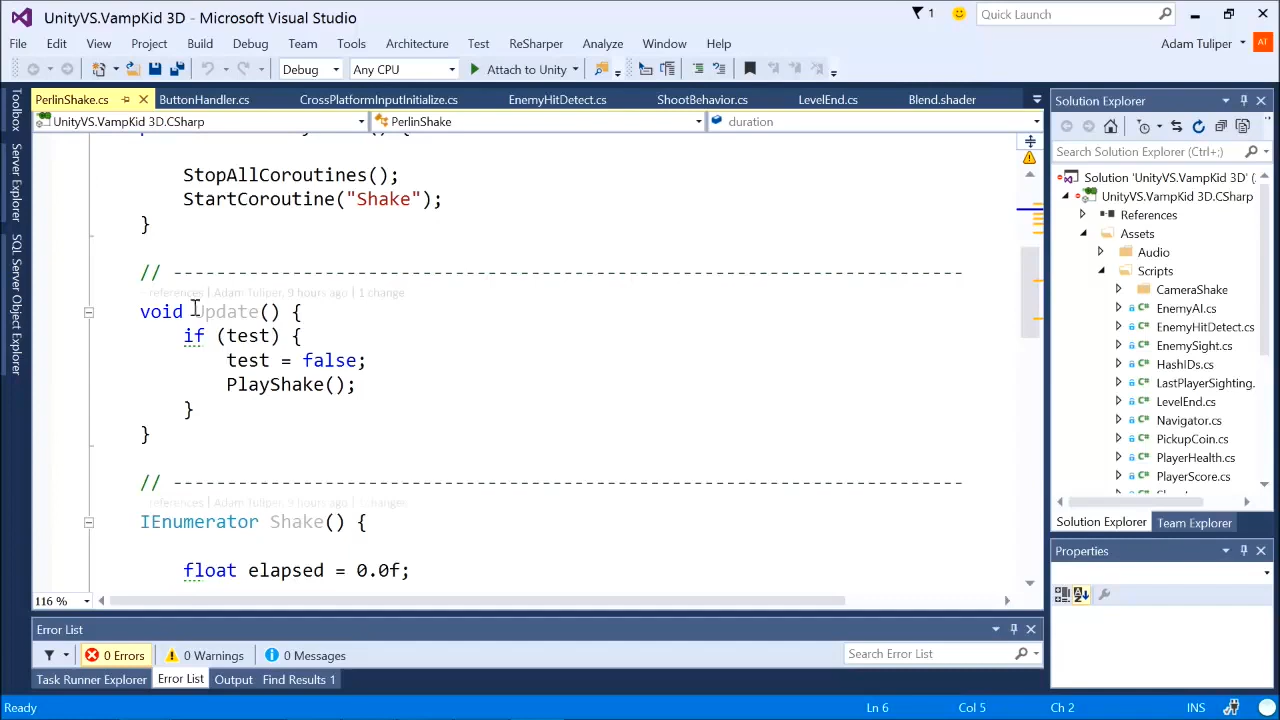 UnityVS.VampKid 3D - Microsoft Visual Studio
1
Quick Launch
File Edit View Project Build Debug Team Tools Architecture Test ReSharper Analyze Window Help
Adam Tuliper
AT
Debug Any CPU Attach to Unity
PerlinShake.cs ButtonHandler.cs CrossPlatformInputInitialize.cs EnemyHitDetect.cs ShootBehavior.cs LevelEnd.cs Blend.shader
UnityVS.VampKid 3D.CSharp PerlinShake duration
Toolbox
Server Explorer
SQL Server Object Explorer
StopAllCoroutines();
StartCoroutine("Shake");
}
// -------------------------------------------------------------------------
references | Adam Tuliper, 9 hours ago | 1 change
void Update() {
if (test) {
test = false;
PlayShake();
}
}
// -------------------------------------------------------------------------
references | Adam Tuliper, 9 hours ago | changes
IEnumerator Shake() {
float elapsed = 0.0f;
116 %
Solution Explorer
Search Solution Explorer (Ctrl+;)
Solution 'UnityVS.VampKid 3D' (
UnityVS.VampKid 3D.CSharp
References
Assets
Audio
Scripts
CameraShake
EnemyAI.cs
EnemyHitDetect.cs
EnemySight.cs
HashIDs.cs
LastPlayerSighting.
LevelEnd.cs
Navigator.cs
PickupCoin.cs
PlayerHealth.cs
PlayerScore.cs
Solution Explorer Team Explorer
Properties
Error List
0 Errors 0 Warnings 0 Messages
Search Error List
Task Runner Explorer Error List Output Find Results 1
Ready Ln 6 Col 5 Ch 2 INS